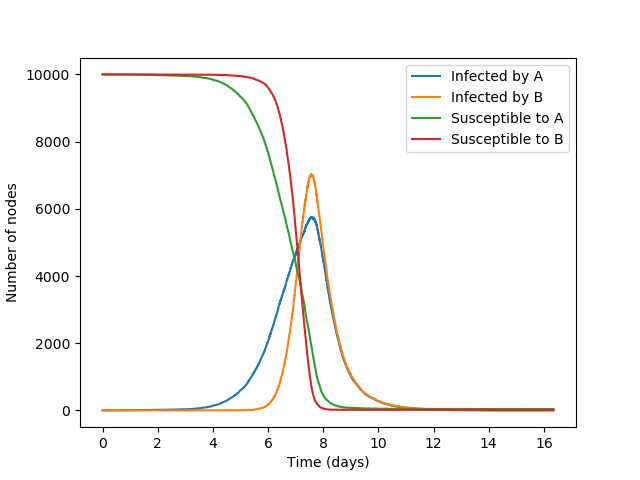 Infected by A
Infected by B
Susceptible to A
Susceptible to B
Number of nodes
10000
8000
6000
4000
2000
0
0 2 4 6 8 10 12 14 16
Time (days)